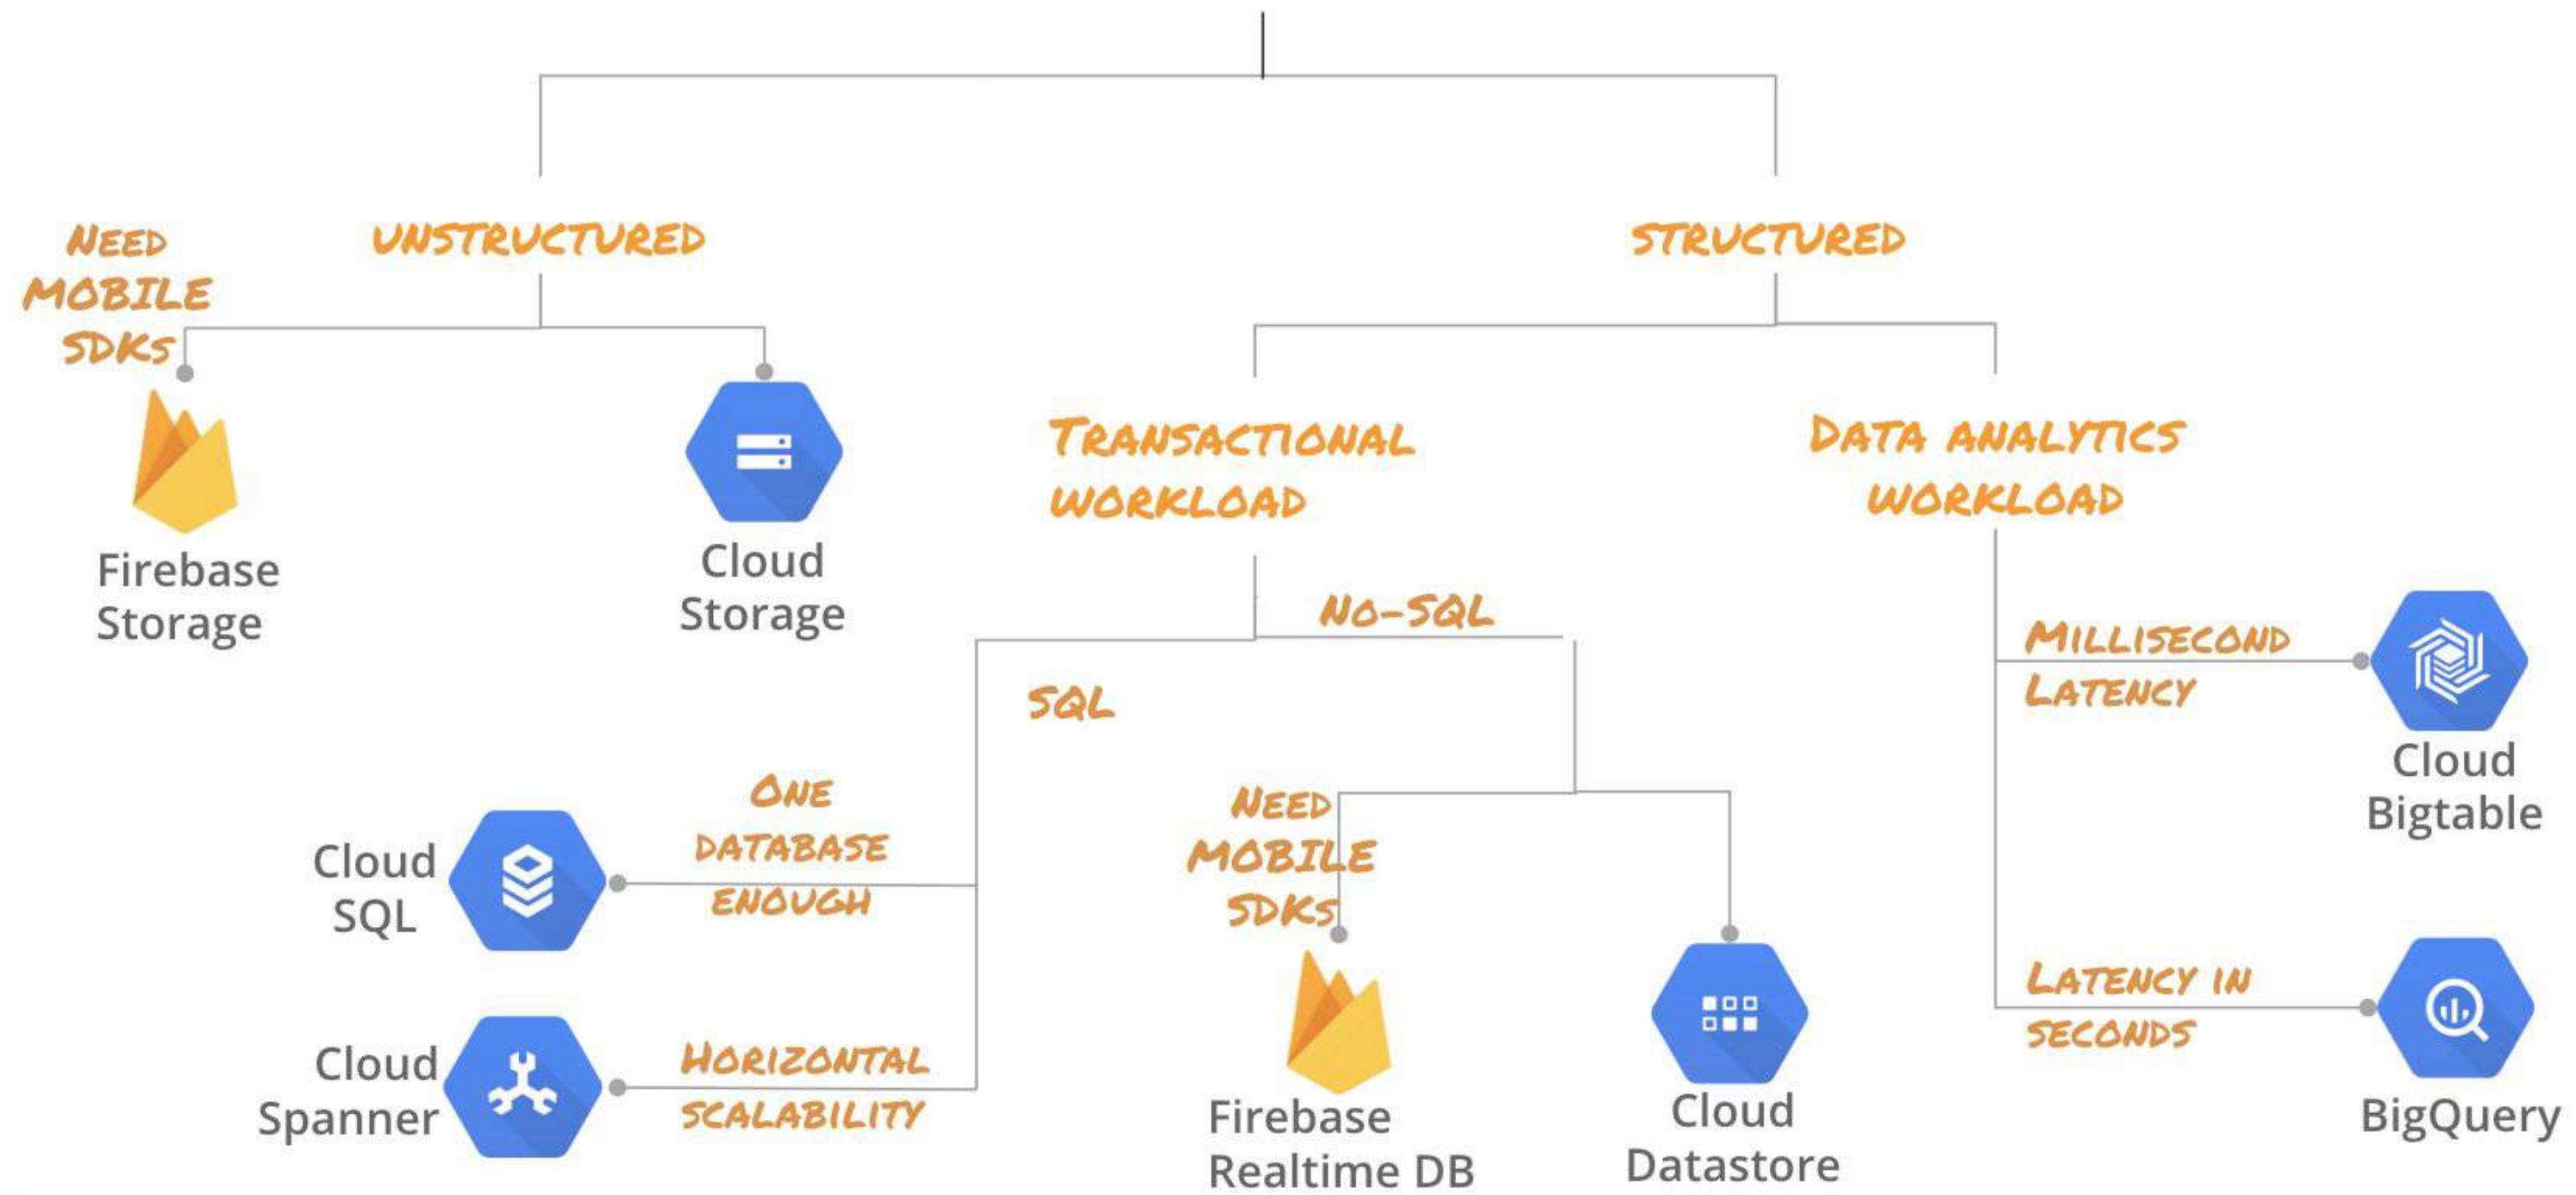 UNSTRUCTURED
STRUCTURED
NEED
MOBILE
SDKs
Firebase
Storage
Cloud
Storage
TRANSACTIONAL
WORKLOAD
DATA ANALYTICS
WORKLOAD
NO-SQL
SQL
ONE
DATABASE
ENOUGH
Cloud
SQL
HORIZONTAL
SCALABILITY
Cloud
Spanner
NEED
MOBILE
SDKs
Firebase
Realtime DB
Cloud
Datastore
MILLISECOND
LATENCY
Cloud
Bigtable
LATENCY IN
SECONDS
BigQuery